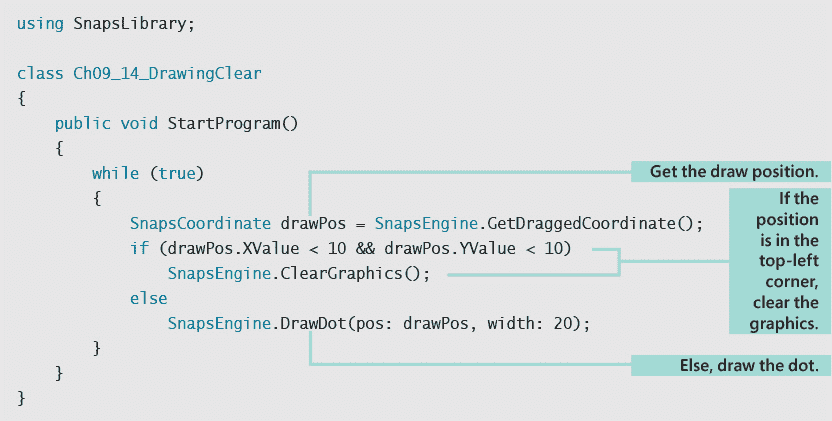 using SnapsLibrary;
class Ch09_14_DrawingClear
{
    public void StartProgram()
    {
        while (true)
        {
            SnapsCoordinate drawPos = SnapsEngine.GetDraggedCoordinate();
            if (drawPos.XValue < 10 && drawPos.YValue < 10)
                SnapsEngine.ClearGraphics();
            else
                SnapsEngine.DrawDot(pos: drawPos, width: 20);
        }
    }
}
Get the draw position.
If the
position
is in the
top-left
corner,
clear the
graphics.
Else, draw the dot.